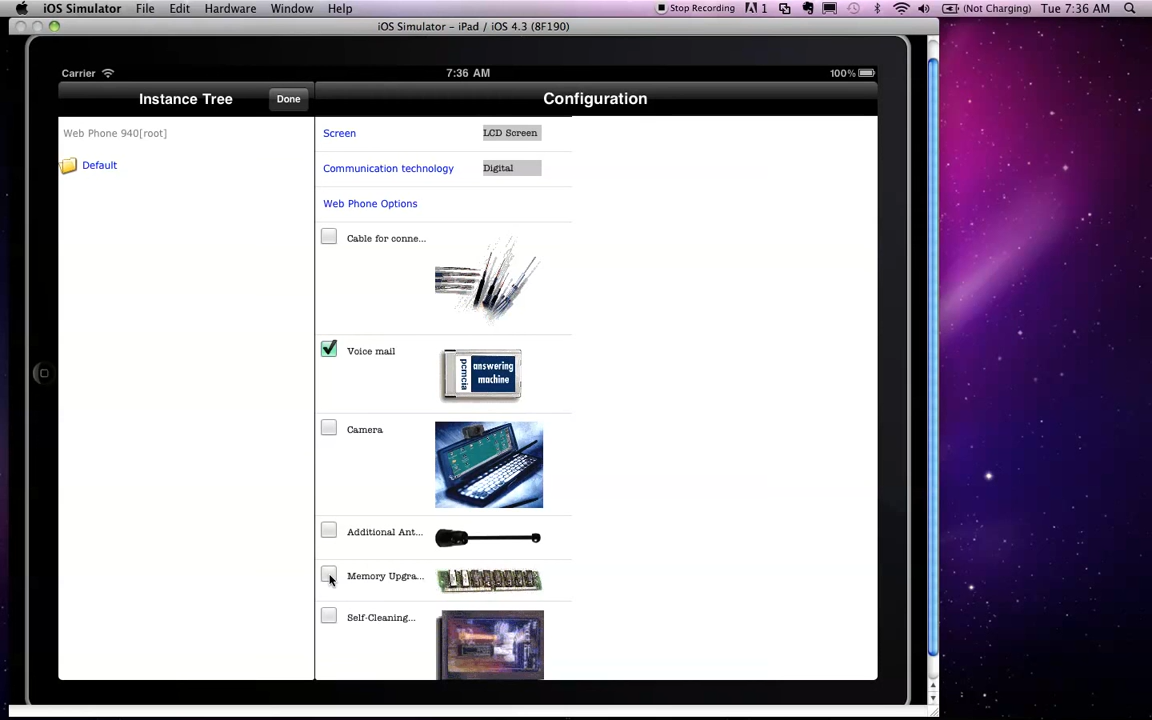 iOS Simulator File Edit Hardware Window Help Stop Recording 1 (Not Charging) Tue 7:36 AM
iOS Simulator - iPad / iOS 4.3 (8F190)
Carrier 7:36 AM 100%
Instance Tree Done Configuration
Web Phone 940[root]
Default
Screen LCD Screen
Communication technology Digital
Web Phone Options
Cable for conne...
Voice mail
pcmcia
answering
machine
Camera
Additional Ant...
Memory Upgra...
Self-Cleaning...